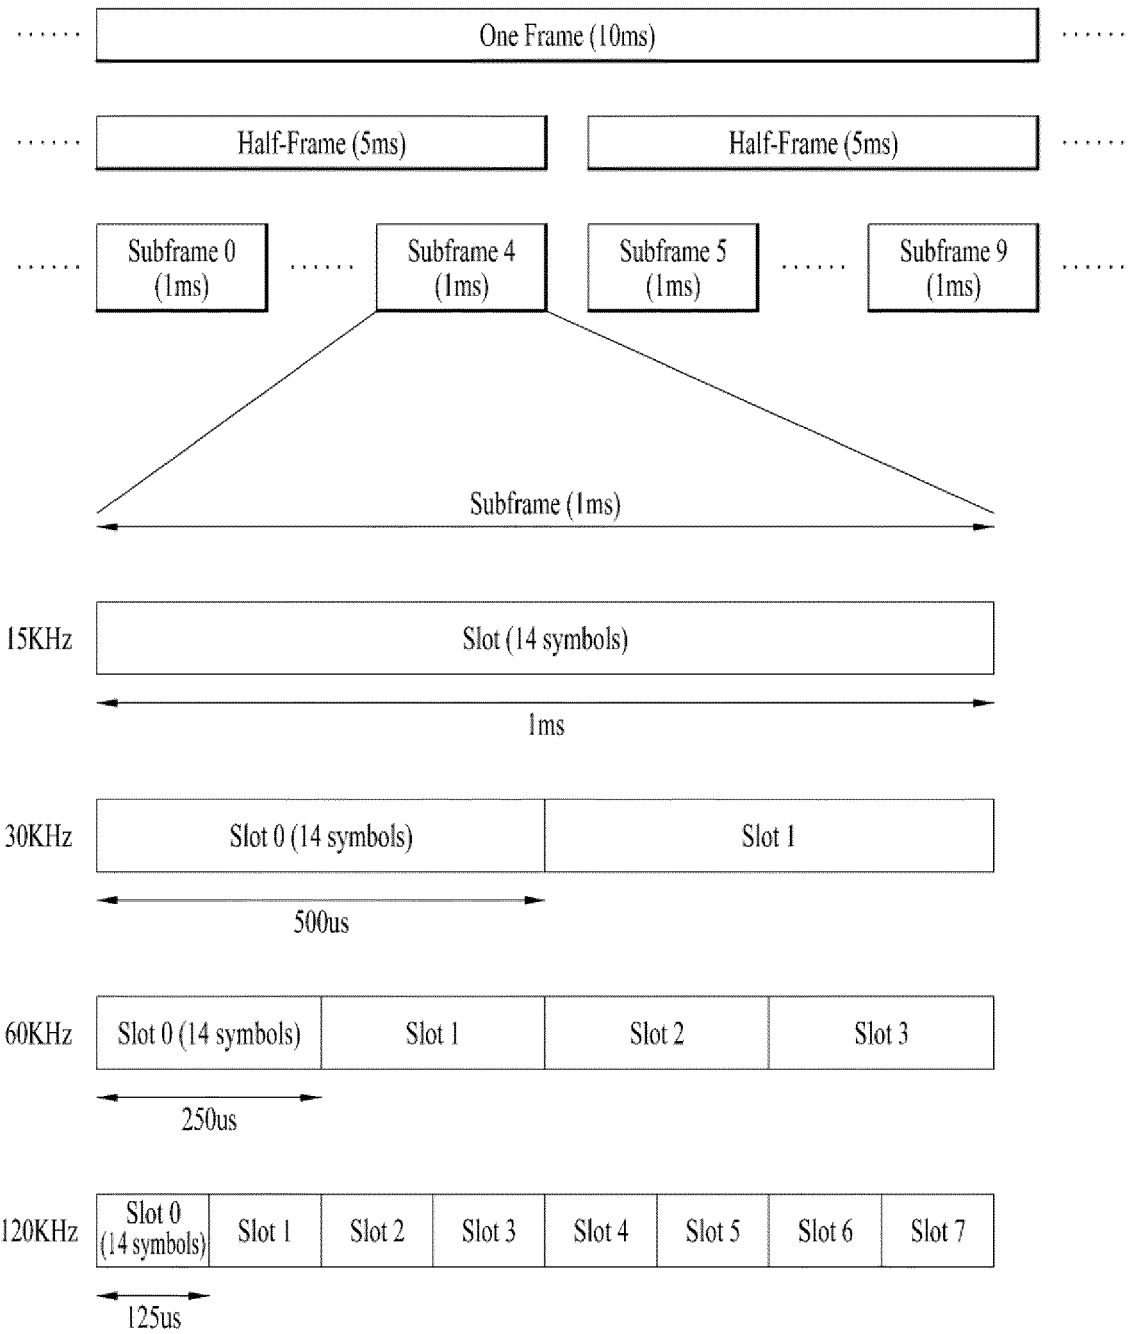 ...... One Frame (10ms) ......
...... Half-Frame (5ms) Half-Frame (5ms) ......
Subframe 0 Subframe 4 Subframe 5 Subframe 9
...... (1ms) ...... (1ms) (1ms) ...... (1ms) ......
Subframe (1ms)
15KHz Slot (14 symbols)
1ms
30KHz Slot 0 (14 symbols) Slot 1
500us
60KHz Slot 0 (14 symbols) Slot 1 Slot 2 Slot 3
250us
120KHz Slot 0 (14 symbols) Slot 1 Slot 2 Slot 3 Slot 4 Slot 5 Slot 6 Slot 7
125us